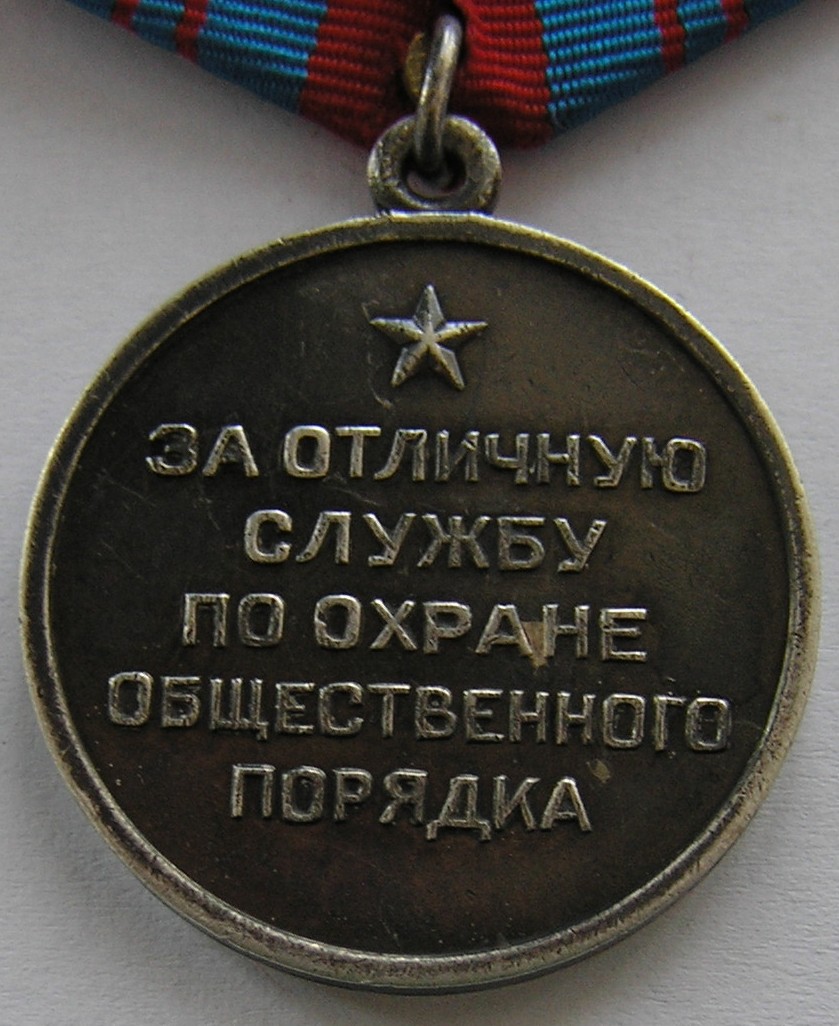 ЗА ОТЛИЧНУЮ
СЛУЖБУ
ПО ОХРАНЕ
ОБЩЕСТВЕННОГО
ПОРЯДКА